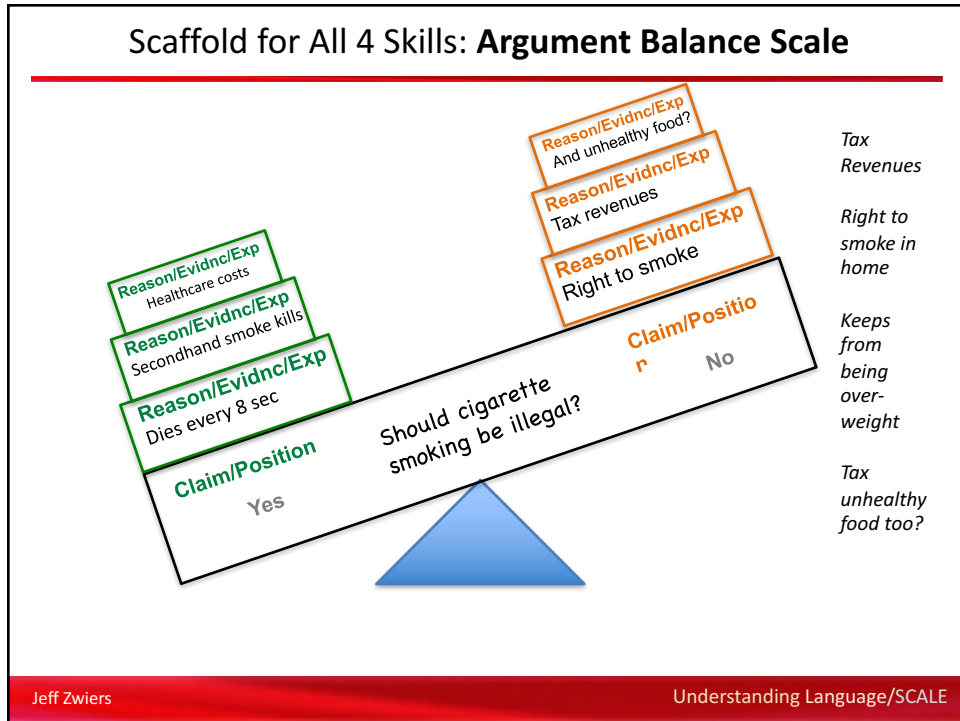 Scaffold for All 4 Skills: Argument Balance Scale
Reason/Evidnc/Exp
Healthcare costs
Reason/Evidnc/Exp
Secondhand smoke kills
Reason/Evidnc/Exp
Dies every 8 sec
Claim/Position
Yes
Should cigarette
smoking be illegal?
Reason/Evidnc/Exp
And unhealthy food?
Reason/Evidnc/Exp
Tax revenues
Reason/Evidnc/Exp
Right to smoke
Claim/Positio
n
No
Tax
Revenues
Right to
smoke in
home
Keeps
from
being
over-
weight
Tax
unhealthy
food too?
Jeff Zwiers
Understanding Language/SCALE